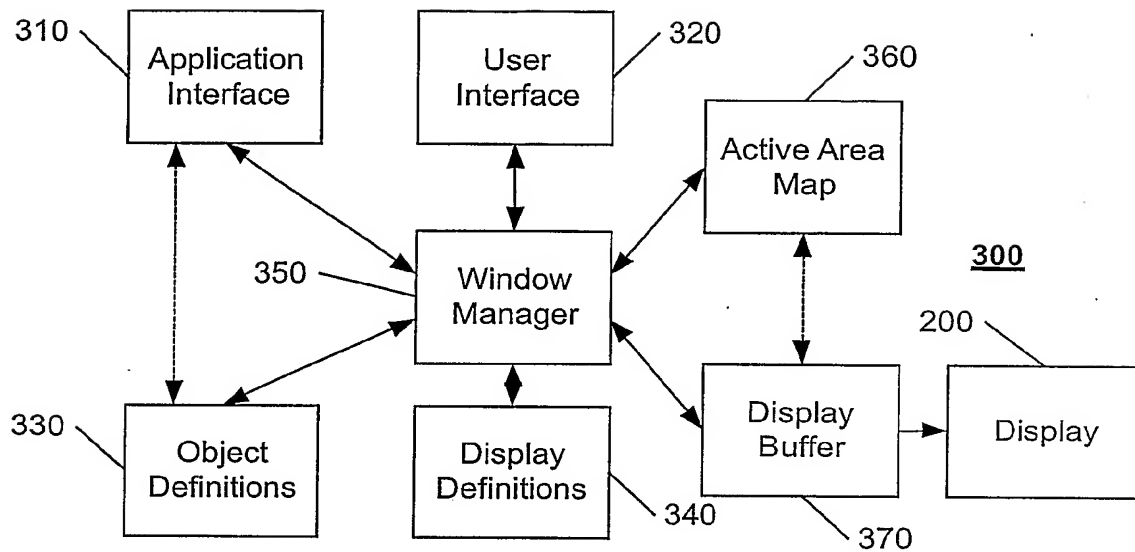 310
Application
Interface
User
Interface
320
360
Active Area
Map
350
Window
Manager
300
200
330
Object
Definitions
Display
Definitions
340
Display
Buffer
370
Display